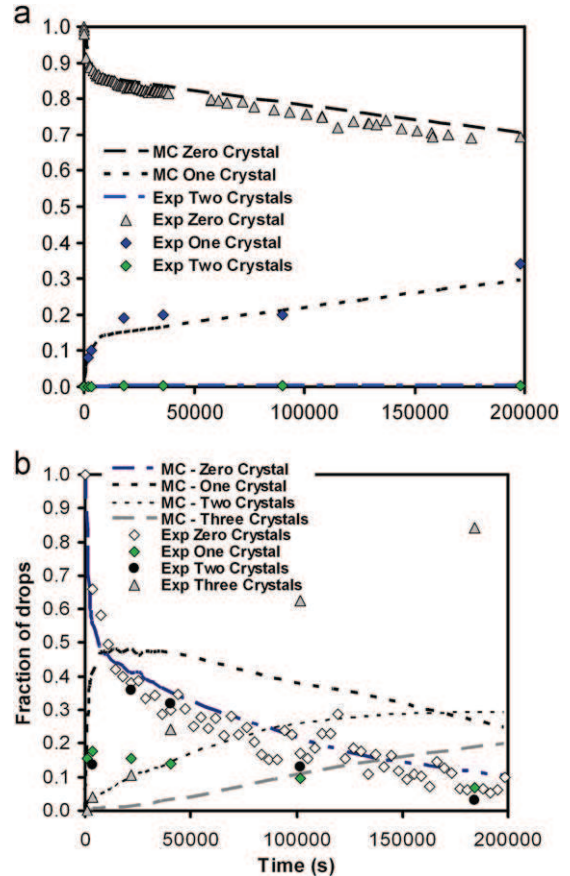 a
1.0
0.9
0.8
0.7
0.6
0.5
0.4
0.3
0.2
0.1
0.0
MC Zero Crystal
MC One Crystal
Exp Two Crystals
Exp Zero Crystal
Exp One Crystal
Exp Two Crystals
0 50000 100000 150000 200000
b
MC - Zero Crystal
MC - One Crystal
MC - Two Crystals
MC - Three Crystals
Exp Zero Crystals
Exp One Crystal
Exp Two Crystals
Exp Three Crystals
Fraction of drops
1.0
0.9
0.8
0.7
0.6
0.5
0.4
0.3
0.2
0.1
0.0
0 50000 100000 150000 200000
Time (s)